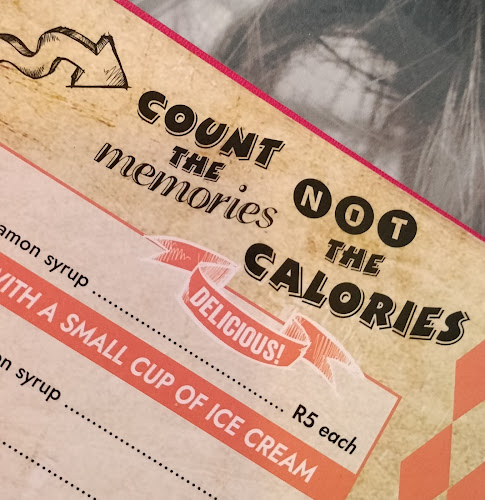 COUNT
THE
memories
NOT
THE
CALORIES
amon syrup .................................... R5 each
DELICIOUS!
WITH A SMALL CUP OF ICE CREAM
on syrup ....................................